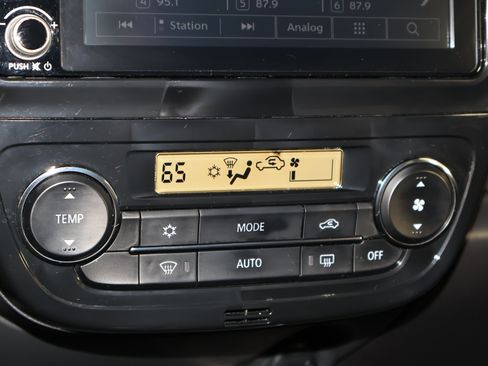 4 95.1 5 87.9 6 87.9
Station Analog
PUSH
65
TEMP
MODE
AUTO
OFF